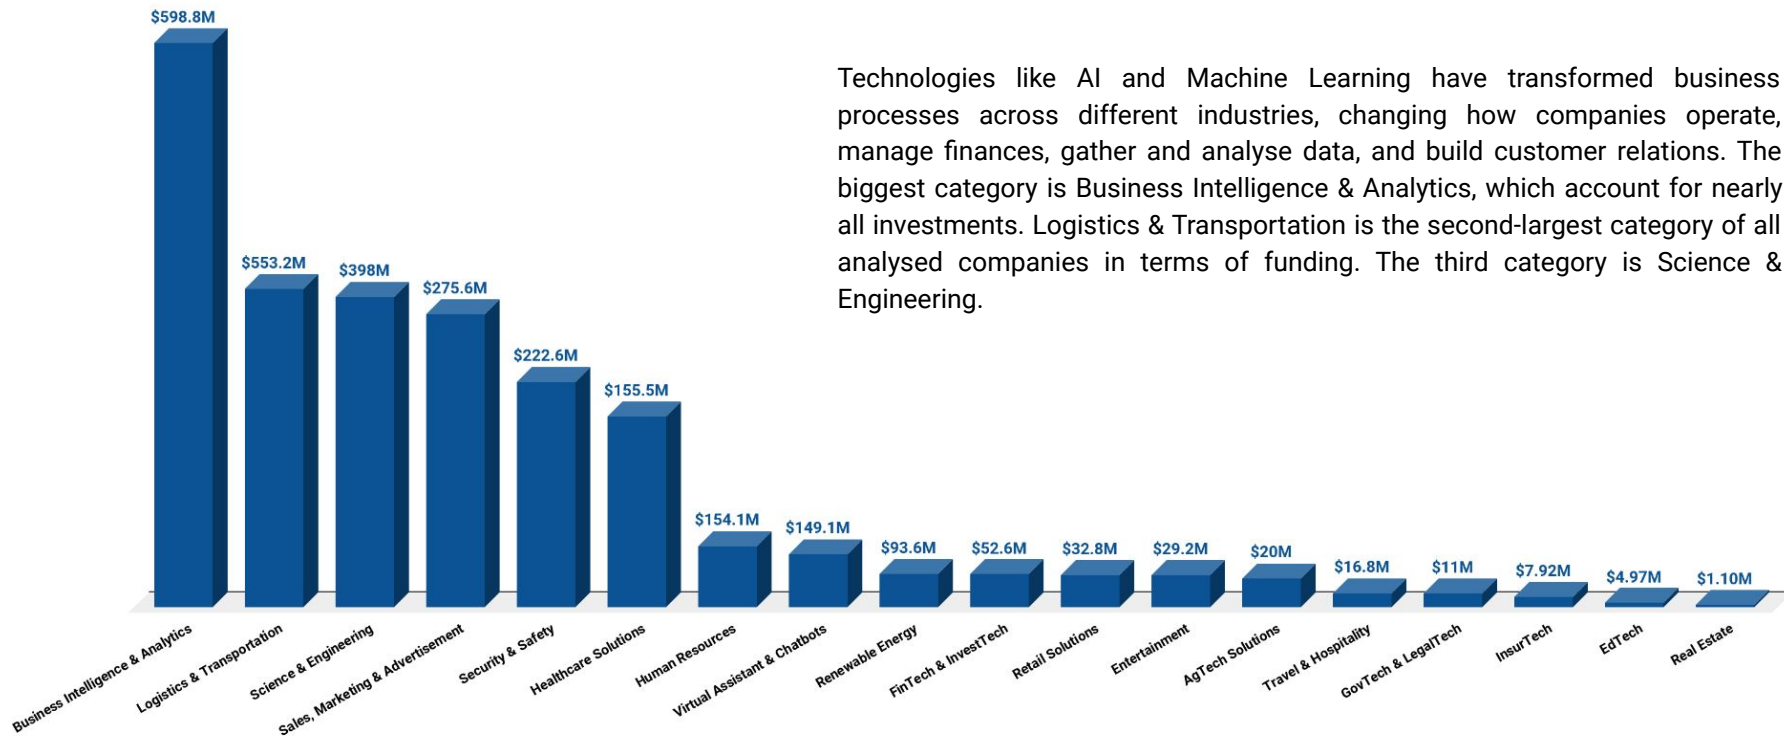 $598.8M
Technologies like AI and Machine Learning have transformed business
processes across different industries, changing how companies operate,
manage finances, gather and analyse data, and build customer relations. The
biggest category is Business Intelligence & Analytics, which account for nearly
all investments. Logistics & Transportation is the second-largest category of all
analysed companies in terms of funding. The third category is Science &
Engineering.
$553.2M
$398M
$275.6M
$222.6M
$155.5M
$154.1M
$149.1M
$93.6M
$52.6M
$32.8M
$29.2M
$20M
$16.8M
$11M
$7.92M
$4.97M
$1.10M
Business Intelligence & Analytics
Logistics & Transportation
Science & Engineering
Sales, Marketing & Advertisement
Security & Safety
Healthcare Solutions
Human Resources
Virtual Assistant & Chatbots
Renewable Energy
FinTech & InvestTech
Retail Solutions
Entertainment
AgTech Solutions
Travel & Hospitality
GovTech & LegalTech
InsurTech
EdTech
Real Estate